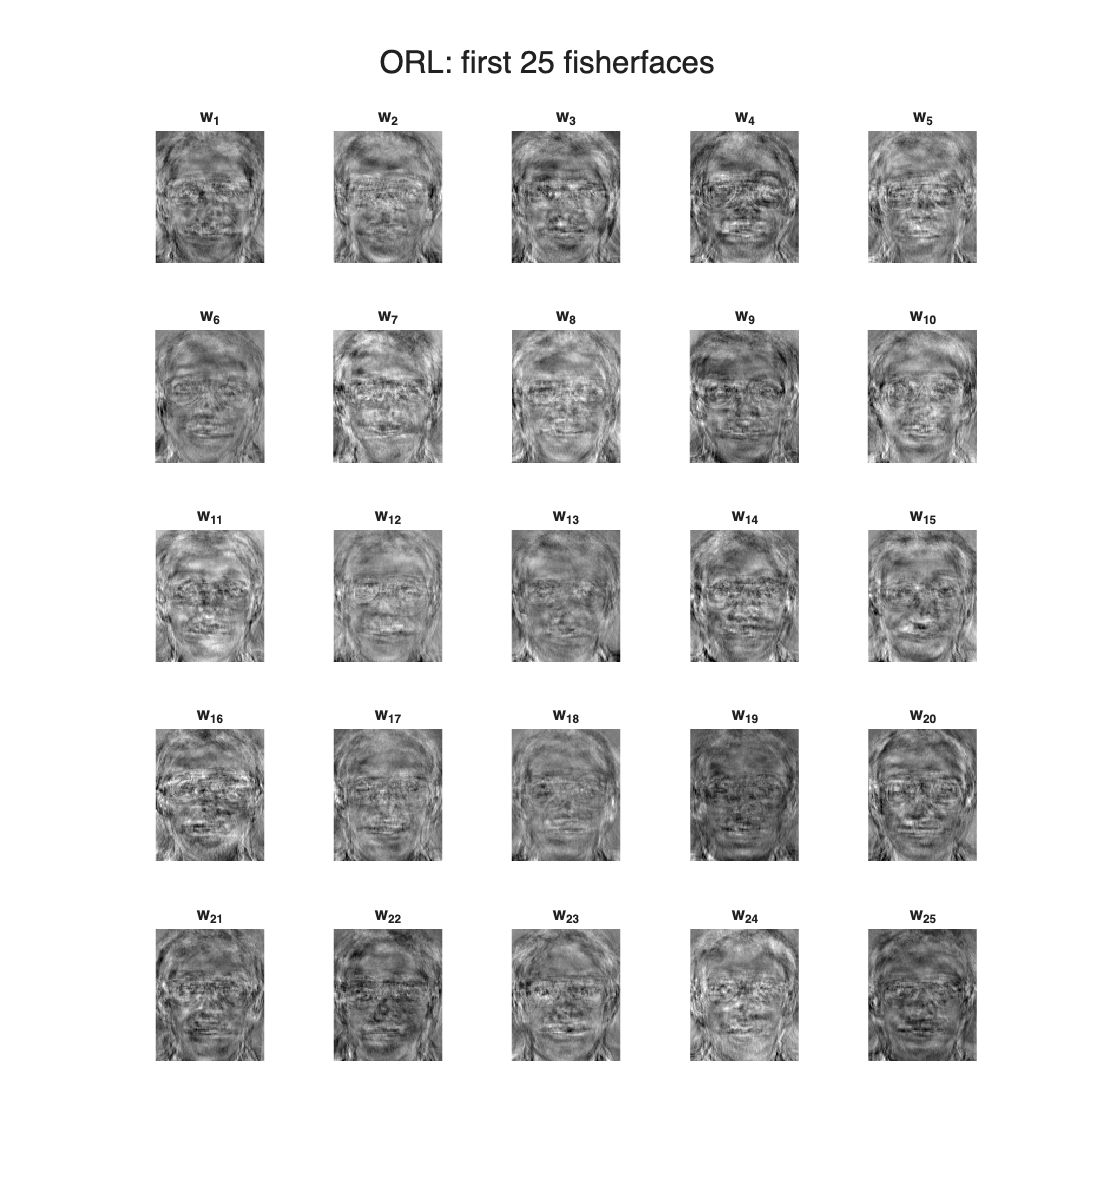 ORL: first 25 fisherfaces
w₁ w₂ w₃ w₄ w₅
w₆ w₇ w₈ w₉ w₁₀
w₁₁ w₁₂ w₁₃ w₁₄ w₁₅
w₁₆ w₁₇ w₁₈ w₁₉ w₂₀
w₂₁ w₂₂ w₂₃ w₂₄ w₂₅